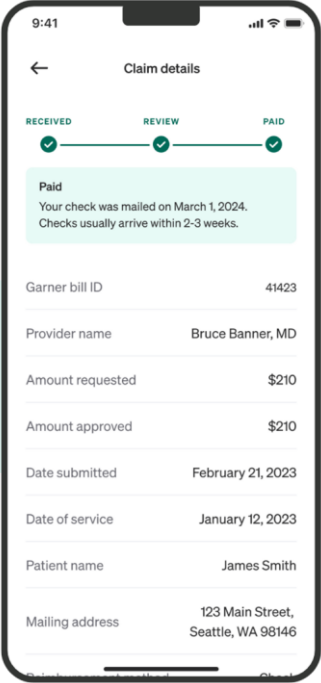 9:41
Claim details
RECEIVED REVIEW PAID
Paid
Your check was mailed on March 1, 2024.
Checks usually arrive within 2-3 weeks.
Garner bill ID 41423
Provider name Bruce Banner, MD
Amount requested $210
Amount approved $210
Date submitted February 21, 2023
Date of service January 12, 2023
Patient name James Smith
Mailing address 123 Main Street,
Seattle, WA 98146
Reimbursement method Check